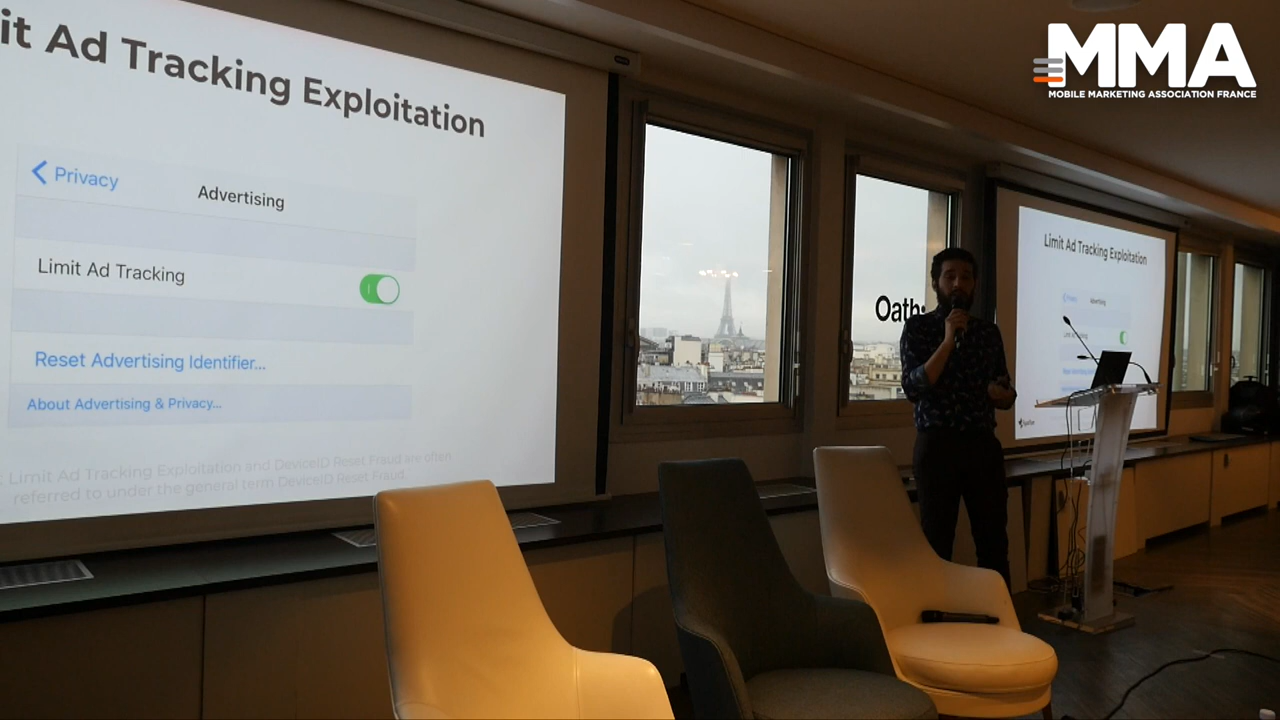 it Ad Tracking Exploitation
Privacy
Advertising
Limit Ad Tracking
Reset Advertising Identifier...
About Advertising & Privacy...
Limit Ad Tracking Exploitation and DeviceID Reset Fraud are often
referred to under the general term DeviceID Reset Fraud.
Oath:
Limit Ad Tracking Exploitation
Privacy
Advertising
MMA
MOBILE MARKETING ASSOCIATION FRANCE